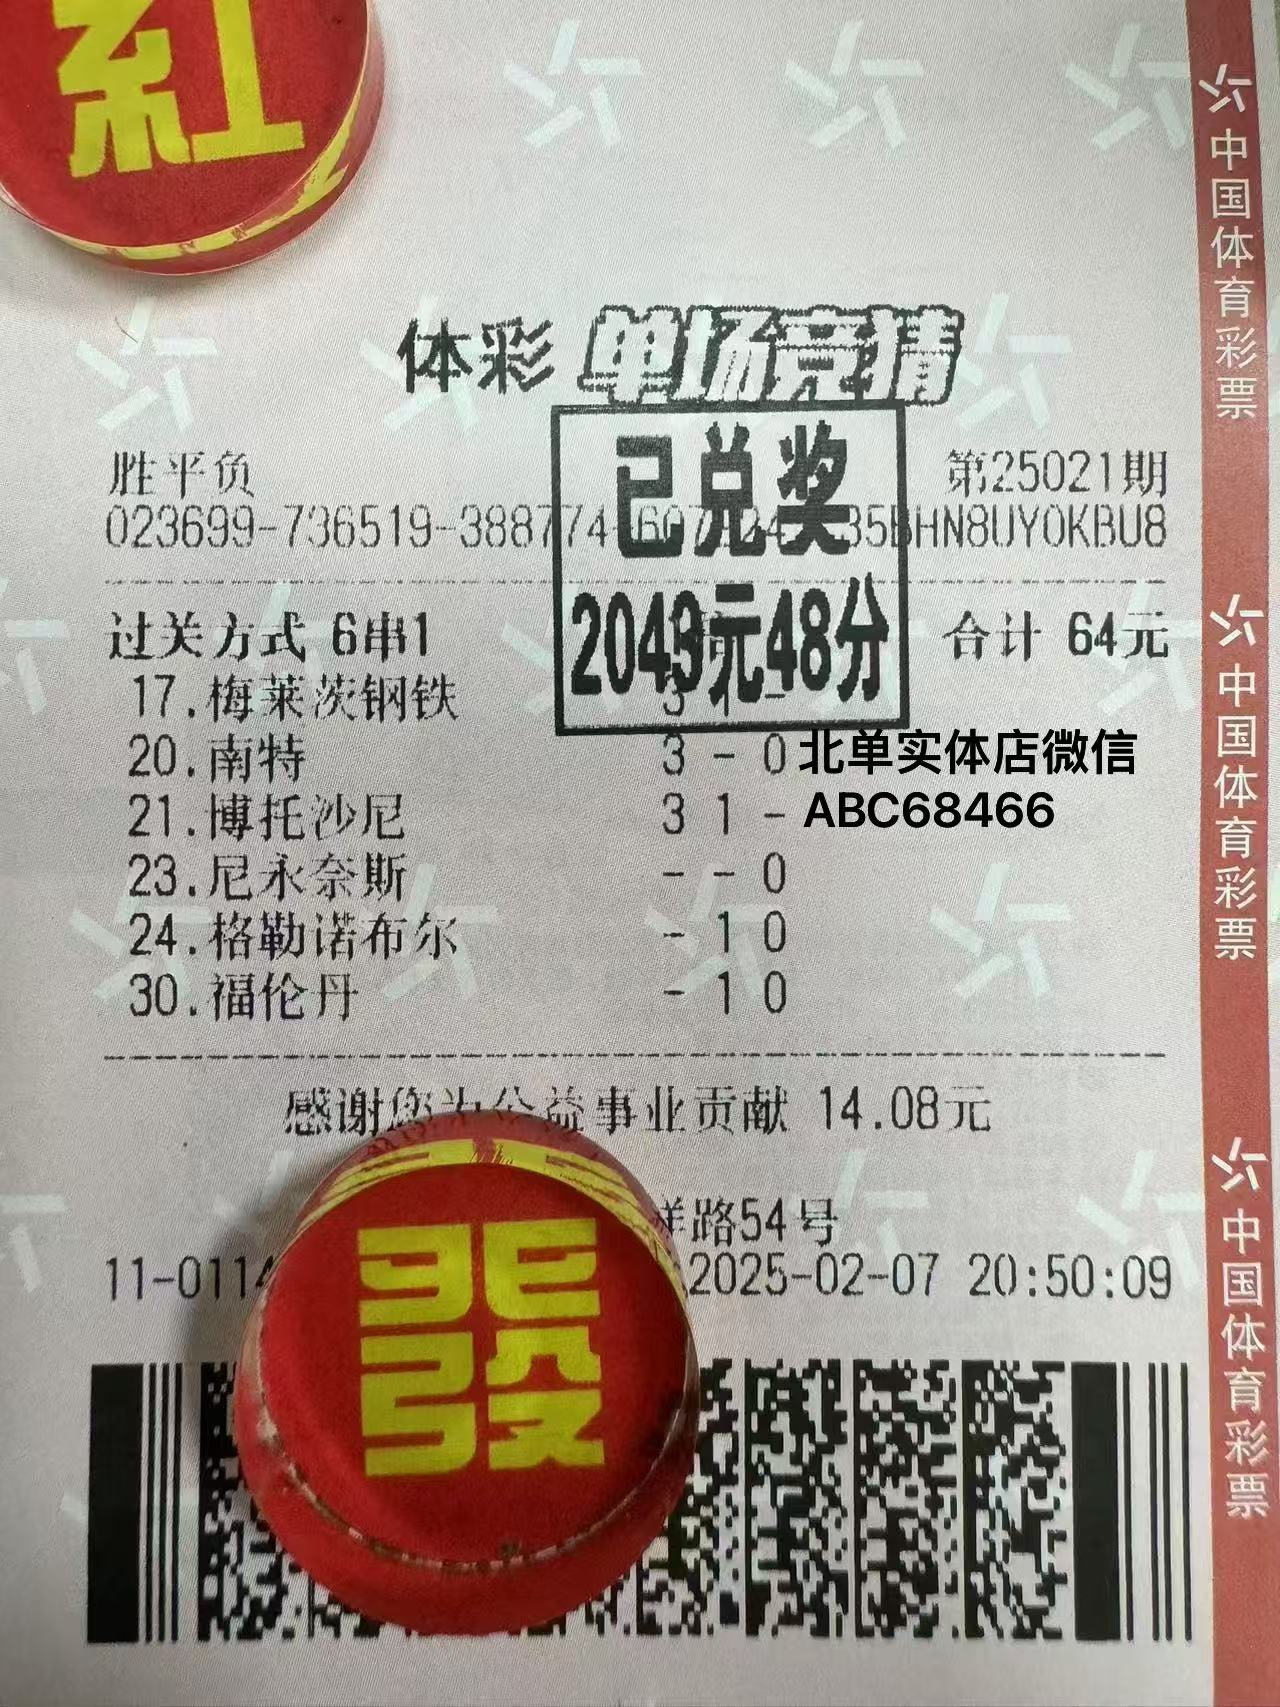 紅
体彩 单场竞猜
已兑奖
2049元48分
胜平负 第25021期
023699-736519-388774- BHN8UY0KBU8
过关方式 6串1 合计 64元
17.梅莱茨钢铁 3 1 -
20.南特 3 - 0
21.博托沙尼 3 1 -
23.尼永奈斯 - - 0
24.格勒诺布尔 - 1 0
30.福伦丹 - 1 0
北单实体店微信
ABC68466
感谢您为公益事业贡献 14.08元
路54号
11-0114 2025-02-07 20:50:09
發
中国体育彩票
中国体育彩票
中国体育彩票